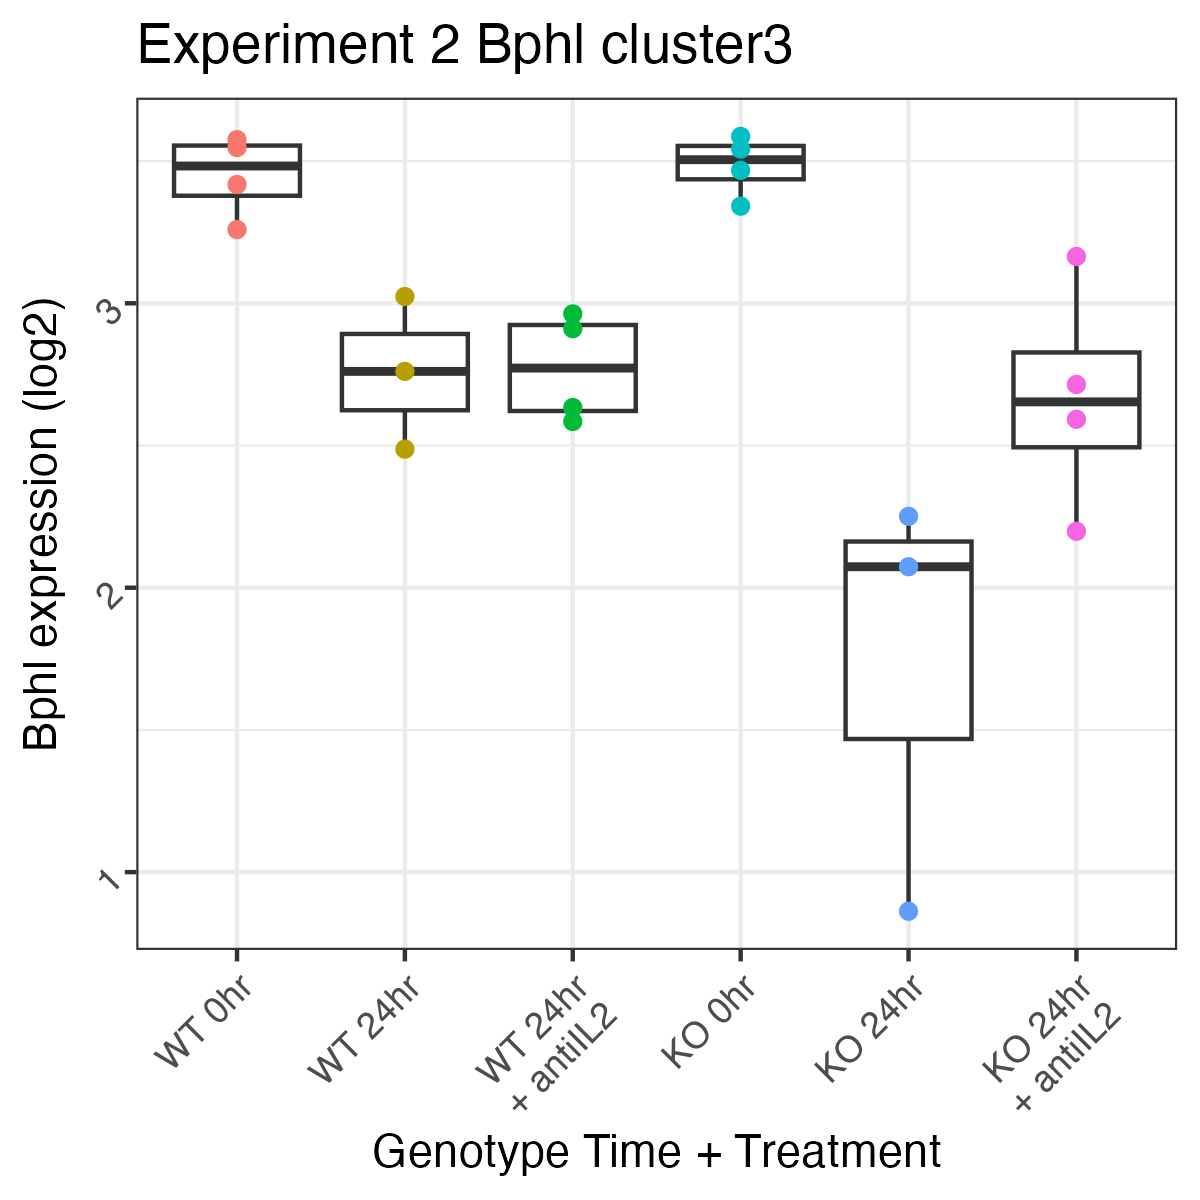 Experiment 2 Bphl cluster3
Bphl expression (log2)
3
2
1
WT 0hr
WT 24hr
WT 24hr
+ antiIL2
KO 0hr
KO 24hr
KO 24hr
+ antiIL2
Genotype Time + Treatment